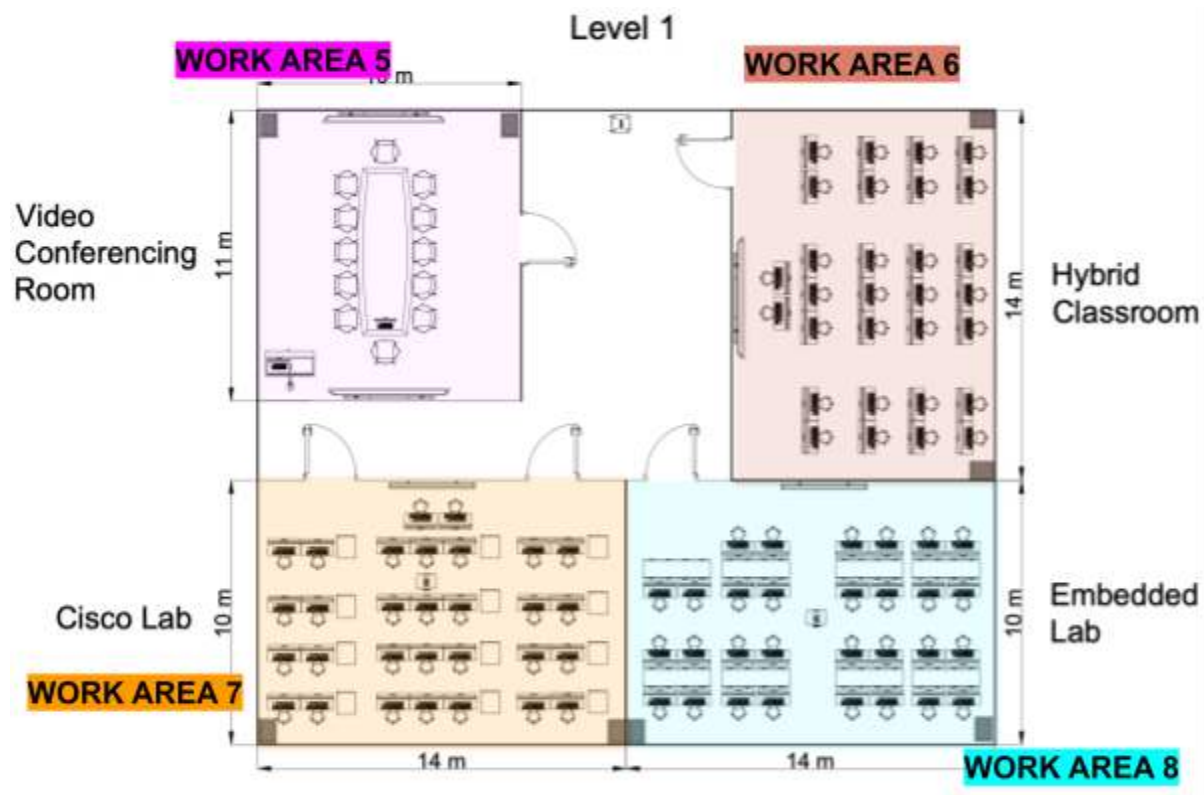 Level 1
WORK AREA 5
WORK AREA 6
10 m
Video
Conferencing
Room
11 m
14 m
Hybrid
Classroom
Cisco Lab
10 m
10 m
Embedded
Lab
WORK AREA 7
14 m
14 m
WORK AREA 8